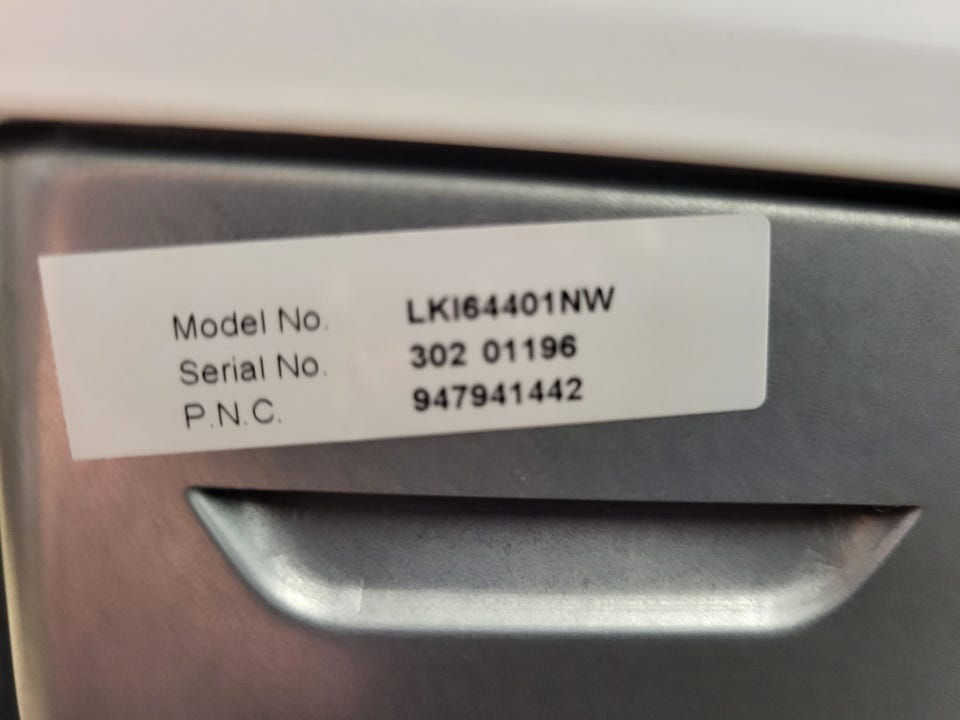 Model No. LKI64401NW
Serial No. 302 01196
P.N.C. 947941442